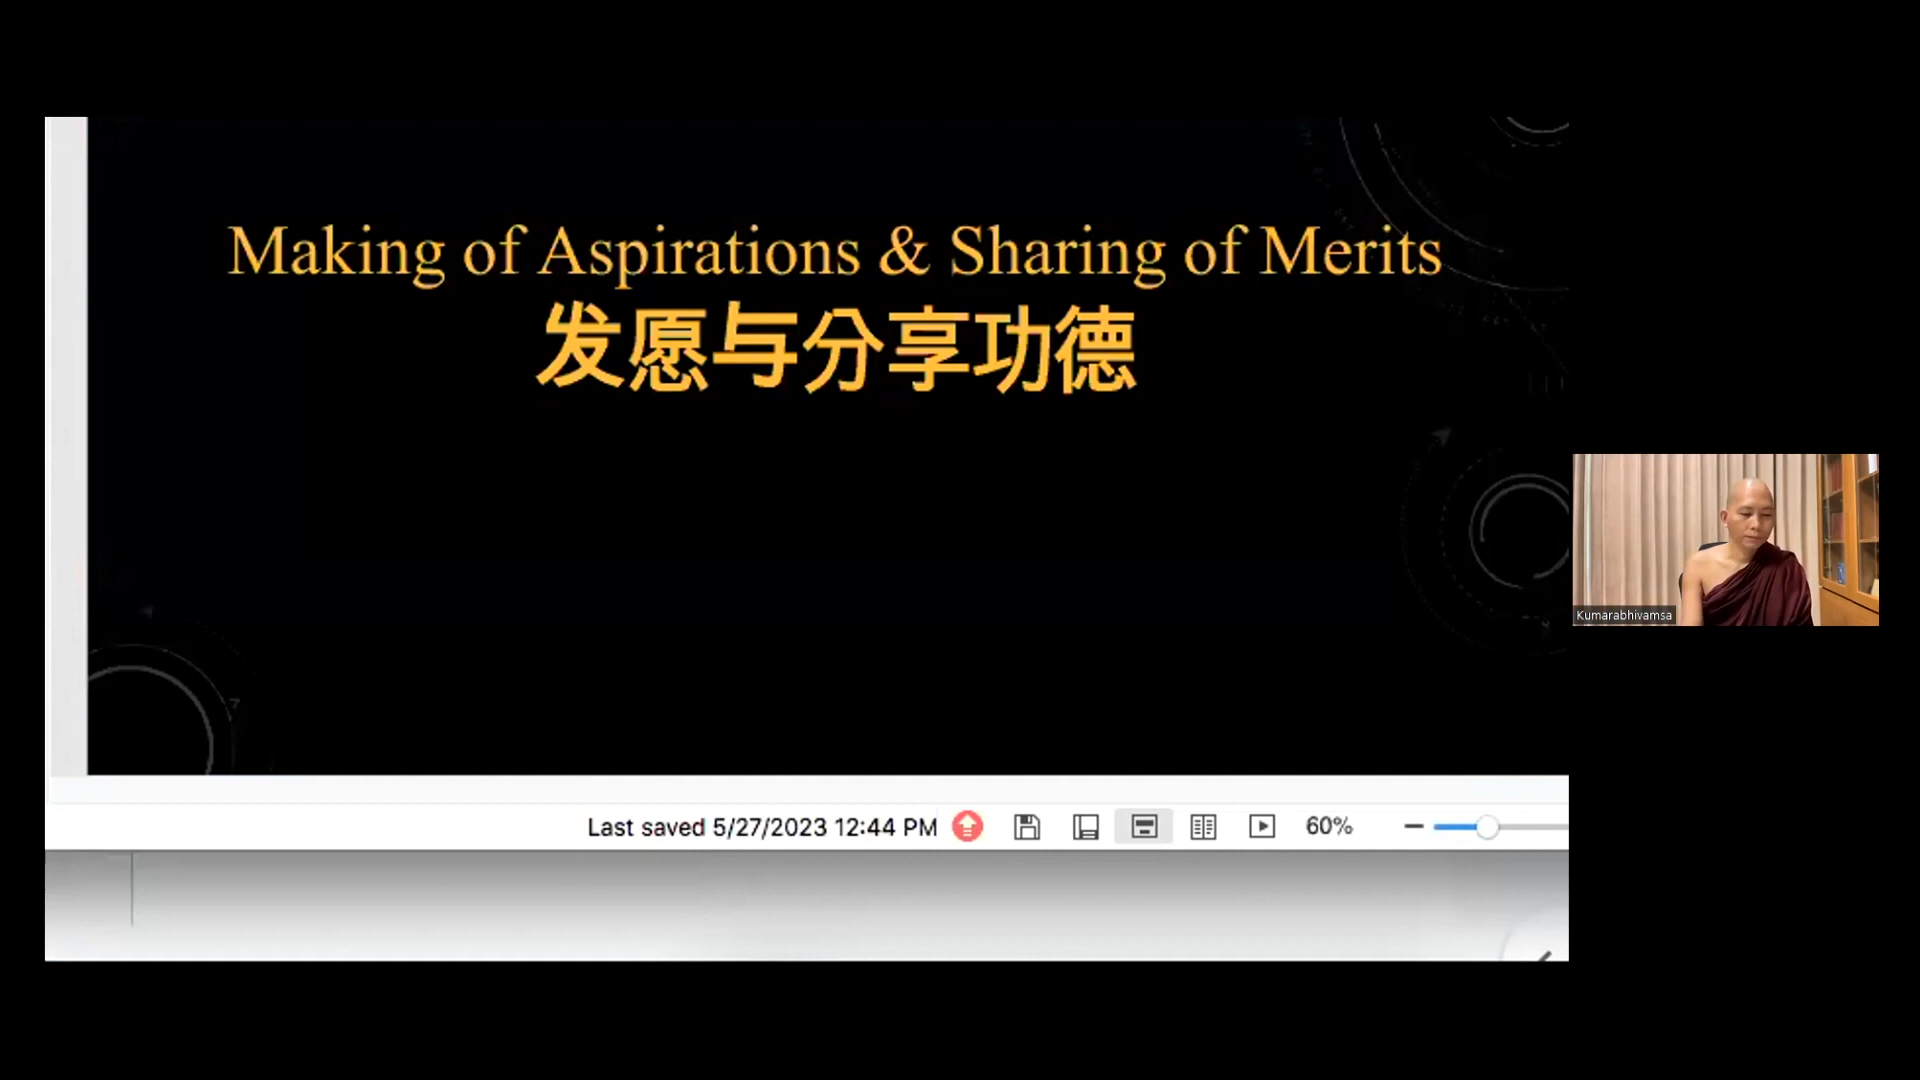 Making of Aspirations & Sharing of Merits
发愿与分享功德
Kumarabhivamsa
Last saved 5/27/2023 12:44 PM
60%